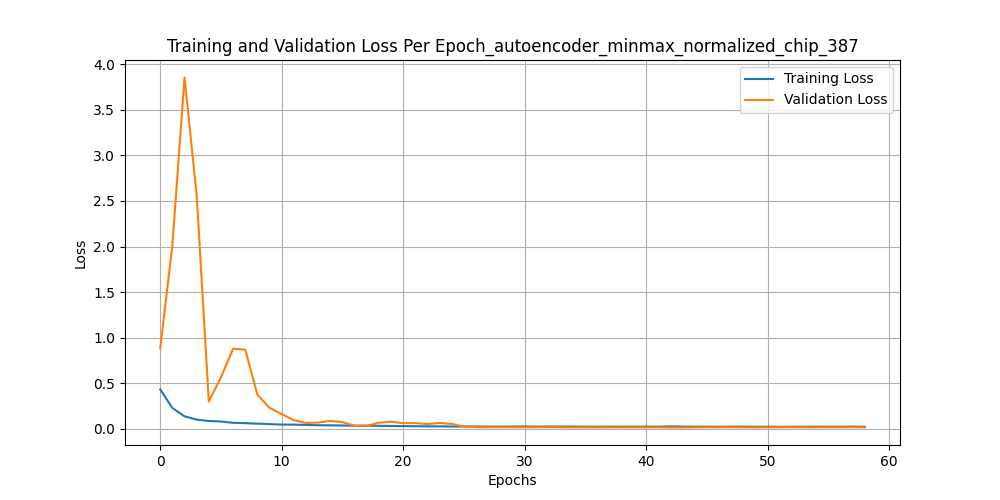 Training and Validation Loss Per Epoch_autoencoder_minmax_normalized_chip_387
Training Loss
Validation Loss
4.0
3.5
3.0
2.5
2.0
1.5
1.0
0.5
0.0
Loss
0 10 20 30 40 50 60
Epochs